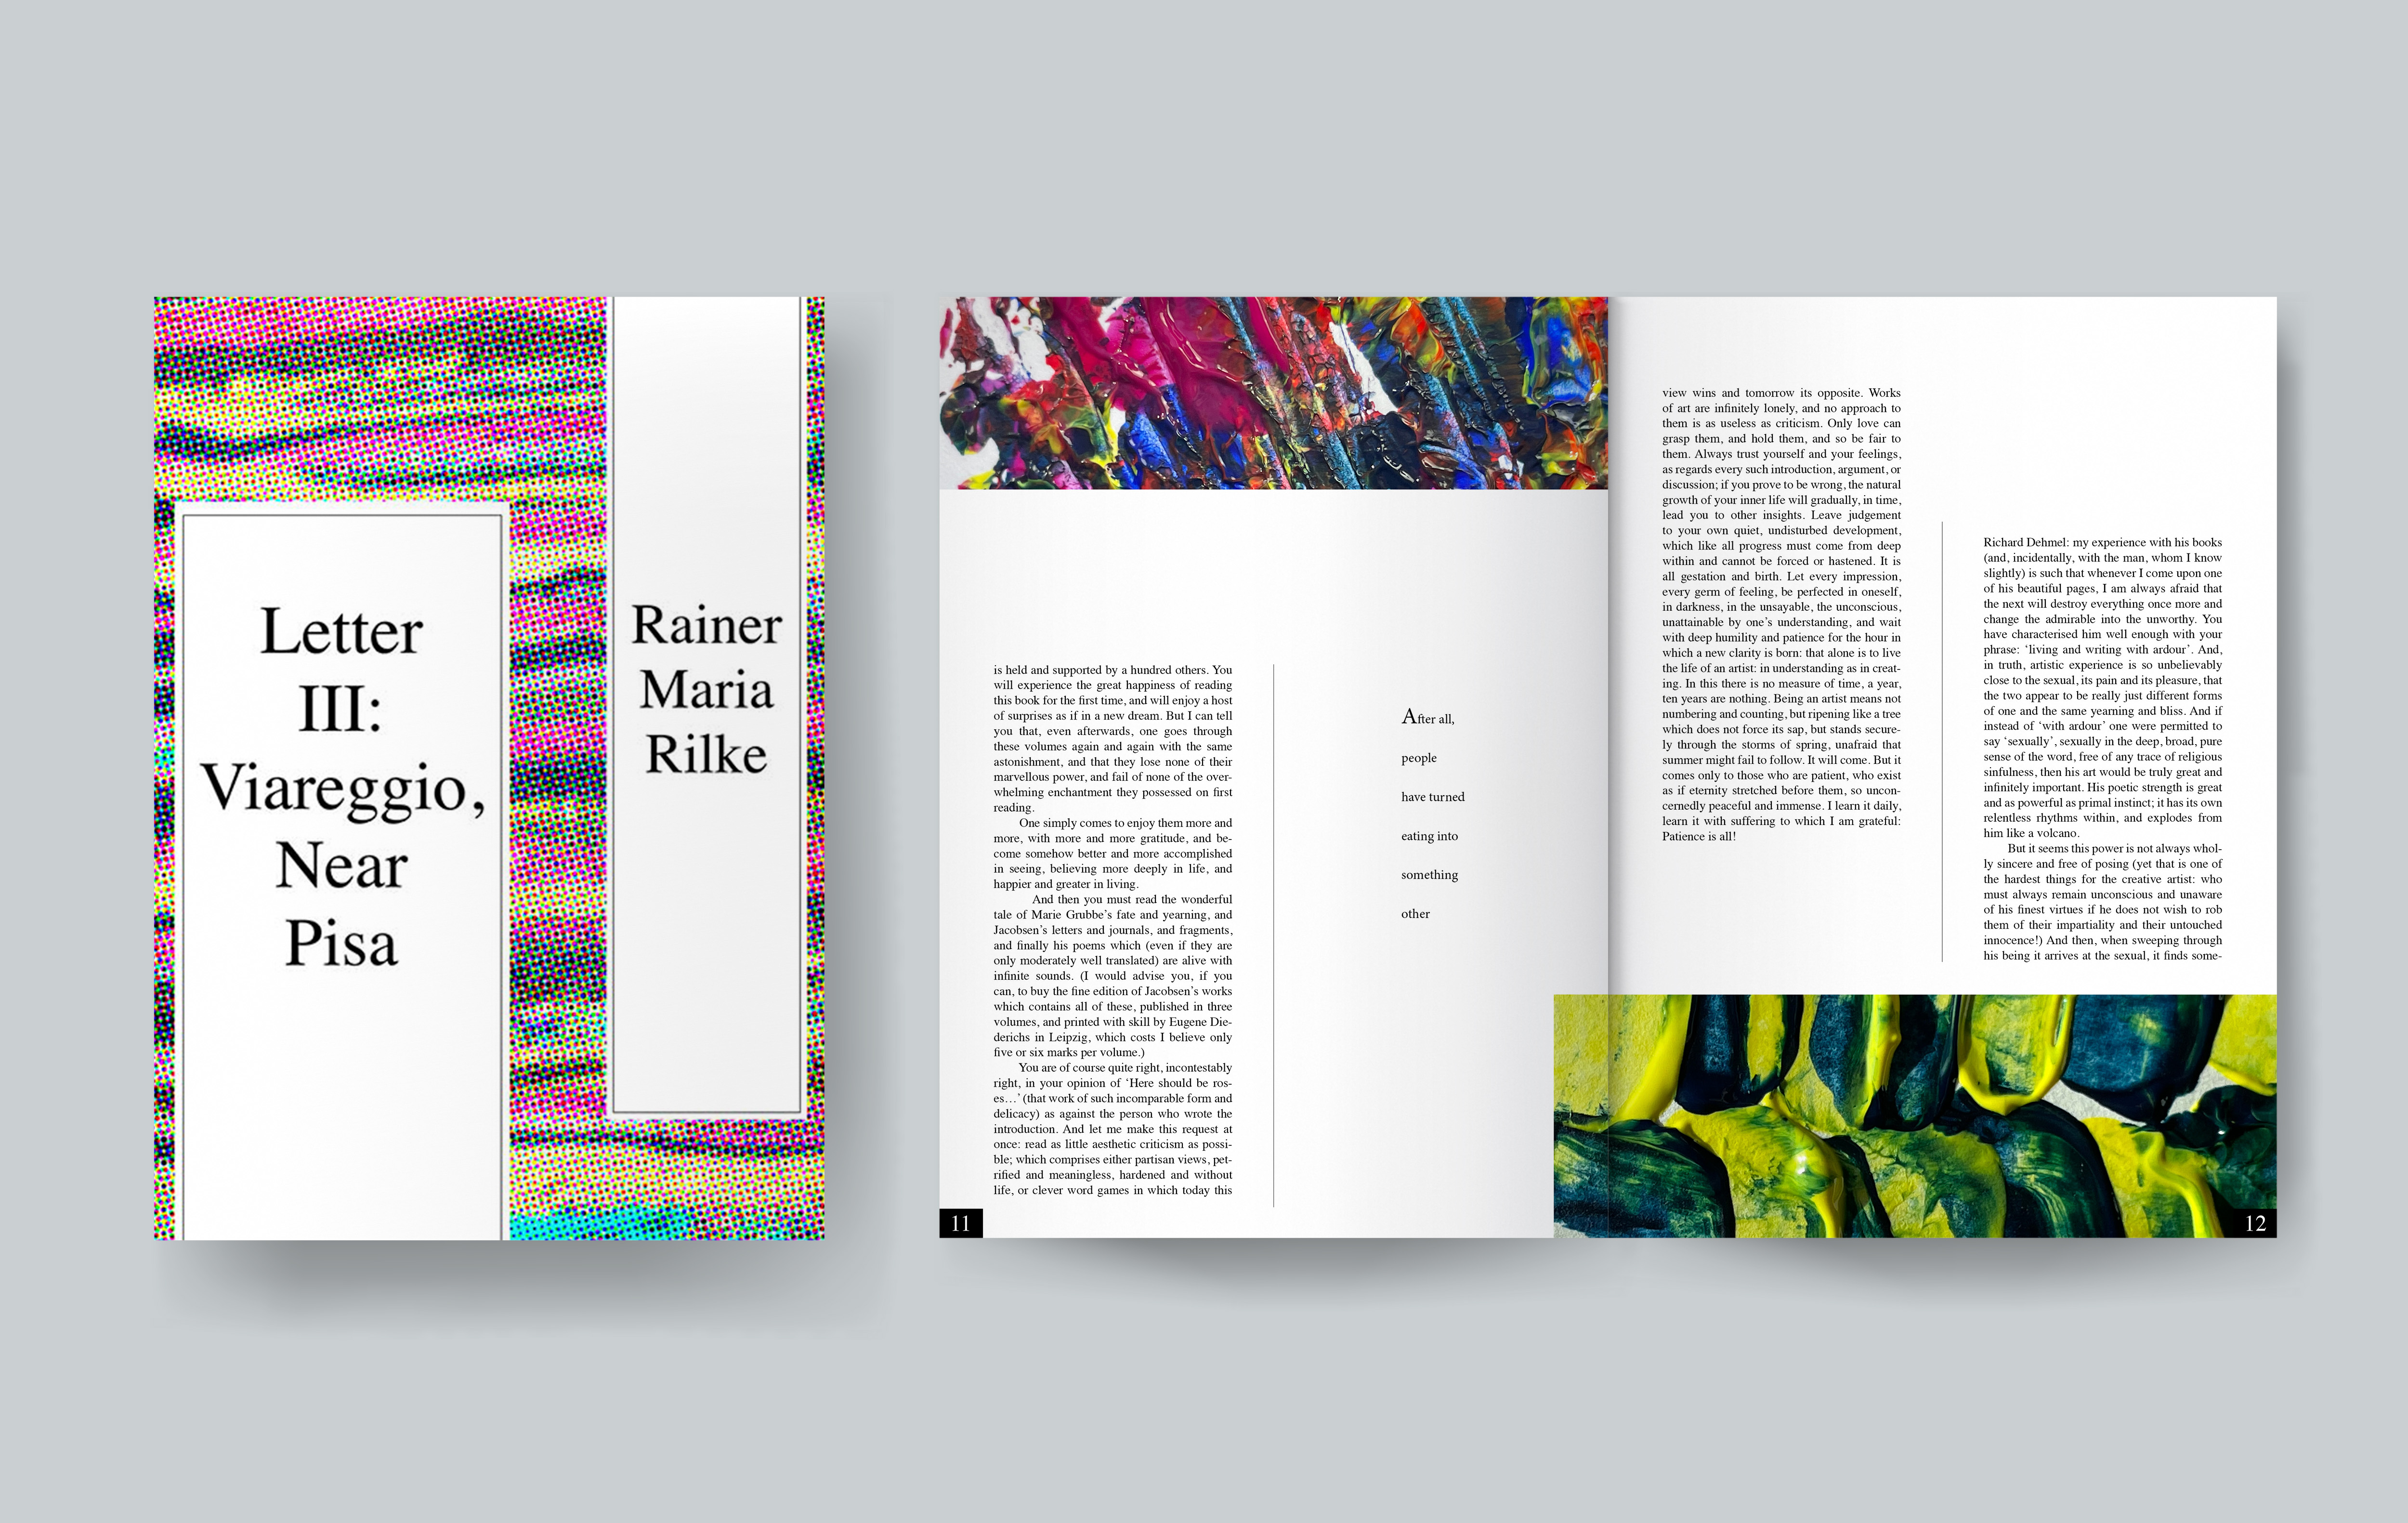 Letter
III:
Viareggio,
Near
Pisa
Rainer
Maria
Rilke
is held and supported by a hundred others. You
will experience the great happiness of reading
this book for the first time, and will enjoy a host
of surprises as if in a new dream. But I can tell
you that, even afterwards, one goes through
these volumes again and again with the same
astonishment, and that they lose none of their
marvellous power, and fail of none of the over-
whelming enchantment they possessed on first
reading.
One simply comes to enjoy them more and
more, with more and more gratitude, and be-
come somehow better and more accomplished
in seeing, believing more deeply in life, and
happier and greater in living.
And then you must read the wonderful
tale of Marie Grubbe’s fate and yearning, and
Jacobsen’s letters and journals, and fragments,
and finally his poems which (even if they are
only moderately well translated) are alive with
infinite sounds. (I would advise you, if you
can, to buy the fine edition of Jacobsen’s works
which contains all of these, published in three
volumes, and printed with skill by Eugene Die-
derichs in Leipzig, which costs I believe only
five or six marks per volume.)
You are of course quite right, incontestably
right, in your opinion of ‘Here should be ros-
es…’ (that work of such incomparable form and
delicacy) as against the person who wrote the
introduction. And let me make this request at
once: read as little aesthetic criticism as possi-
ble; which comprises either partisan views, pet-
rified and meaningless, hardened and without
life, or clever word games in which today this
11
After all,
people
have turned
eating into
something
other
view wins and tomorrow its opposite. Works
of art are infinitely lonely, and no approach to
them is as useless as criticism. Only love can
grasp them, and hold them, and so be fair to
them. Always trust yourself and your feelings,
as regards every such introduction, argument, or
discussion; if you prove to be wrong, the natural
growth of your inner life will gradually, in time,
lead you to other insights. Leave judgement
to your own quiet, undisturbed development,
which like all progress must come from deep
within and cannot be forced or hastened. It is
all gestation and birth. Let every impression,
every germ of feeling, be perfected in oneself,
in darkness, in the unsayable, the unconscious,
unattainable by one’s understanding, and wait
with deep humility and patience for the hour in
which a new clarity is born: that alone is to live
the life of an artist: in understanding as in creat-
ing. In this there is no measure of time, a year,
ten years are nothing. Being an artist means not
numbering and counting, but ripening like a tree
which does not force its sap, but stands secure-
ly through the storms of spring, unafraid that
summer might fail to follow. It will come. But it
comes only to those who are patient, who exist
as if eternity stretched before them, so uncon-
cernedly peaceful and immense. I learn it daily,
learn it with suffering to which I am grateful:
Patience is all!
Richard Dehmel: my experience with his books
(and, incidentally, with the man, whom I know
slightly) is such that whenever I come upon one
of his beautiful pages, I am always afraid that
the next will destroy everything once more and
change the admirable into the unworthy. You
have characterised him well enough with your
phrase: ‘living and writing with ardour’. And,
in truth, artistic experience is so unbelievably
close to the sexual, its pain and its pleasure, that
the two appear to be really just different forms
of one and the same yearning and bliss. And if
instead of ‘with ardour’ one were permitted to
say ‘sexually’, sexually in the deep, broad, pure
sense of the word, free of any trace of religious
sinfulness, then his art would be truly great and
infinitely important. His poetic strength is great
and as powerful as primal instinct; it has its own
relentless rhythms within, and explodes from
him like a volcano.
But it seems this power is not always whol-
ly sincere and free of posing (yet that is one of
the hardest things for the creative artist: who
must always remain unconscious and unaware
of his finest virtues if he does not wish to rob
them of their impartiality and their untouched
innocence!) And then, when sweeping through
his being it arrives at the sexual, it finds some-
12